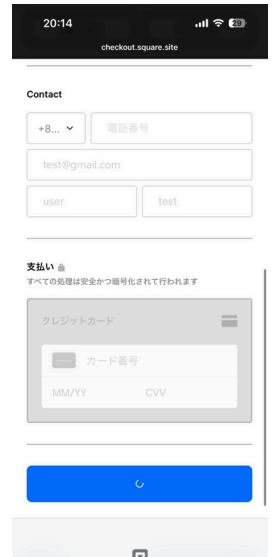 20:14
29
checkout.square.site
Contact
+8...
電話番号
test@gmail.com
user
test
支払い
すべての処理は安全かつ暗号化されて行われます
クレジットカード
カード番号
MM/YY
CVV